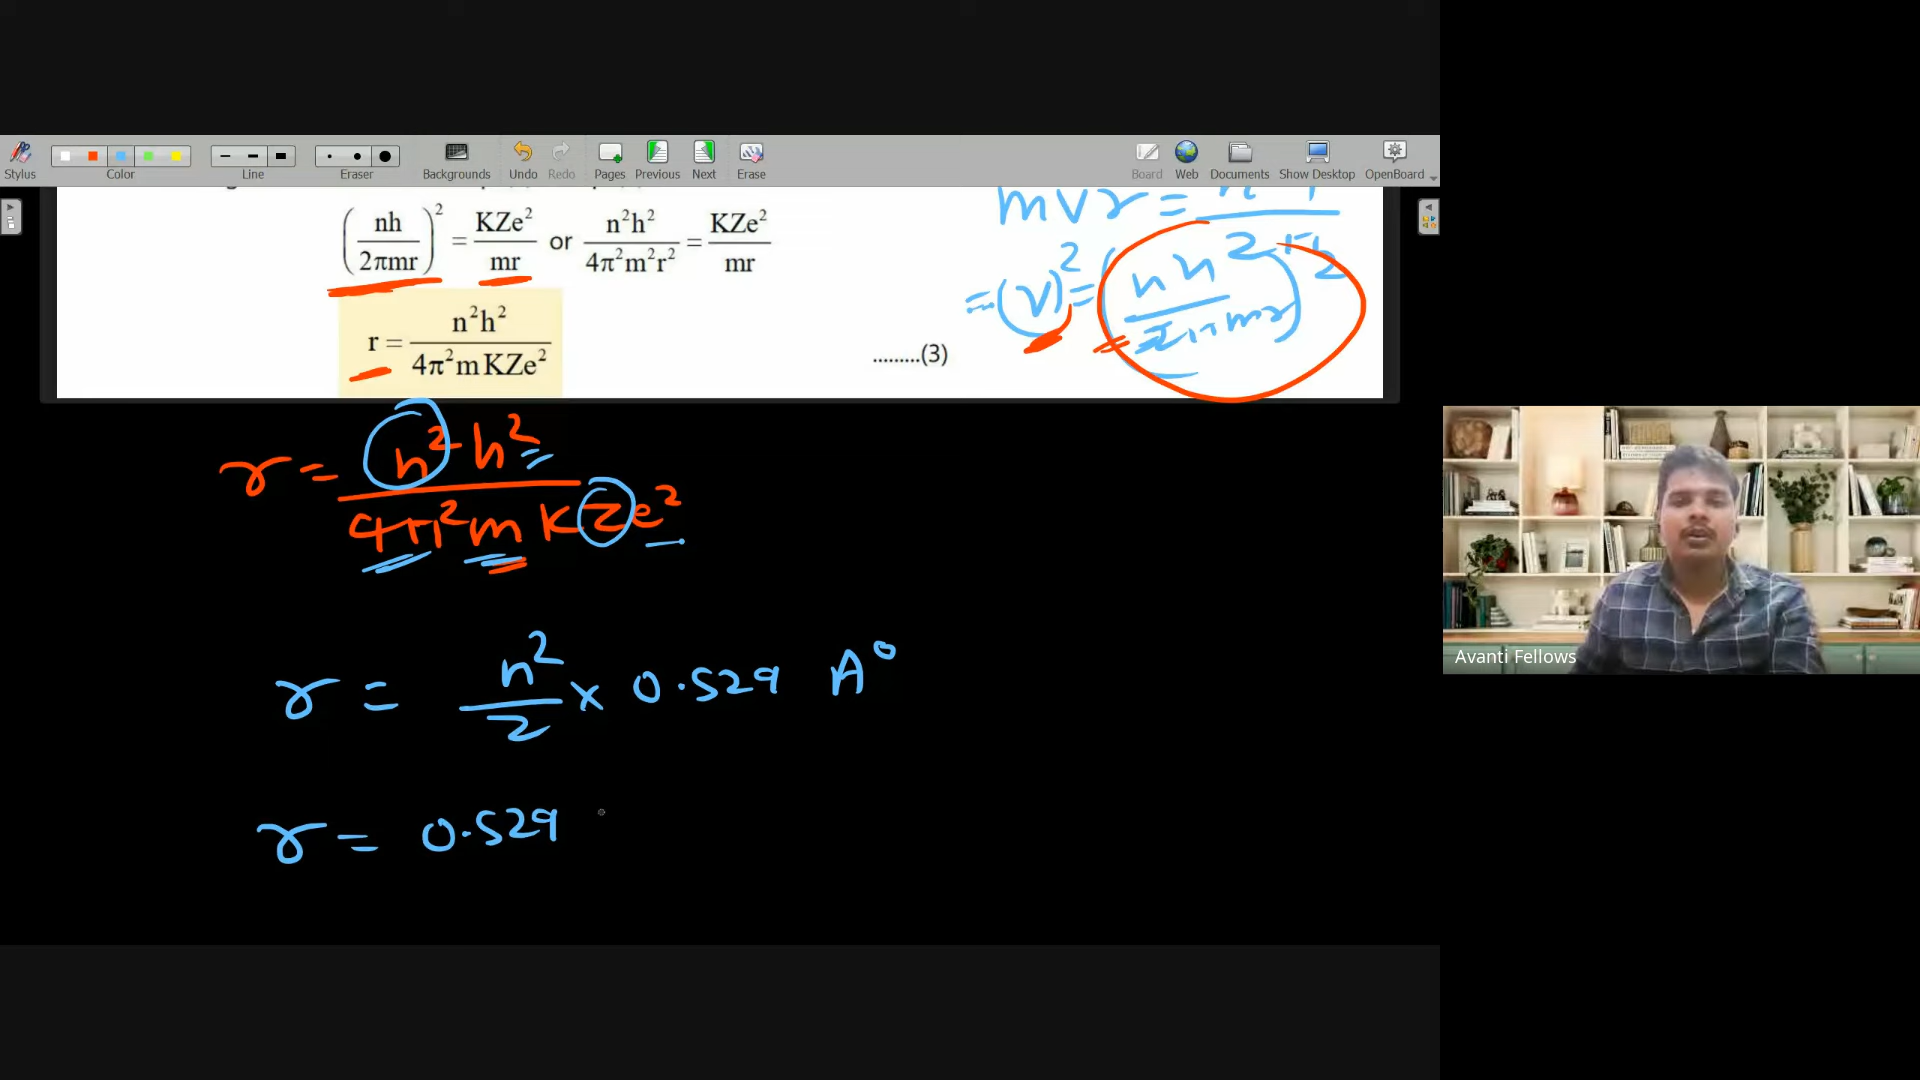 Stylus Color Line Eraser Backgrounds Undo Redo Pages Previous Next Erase Board Web Documents Show Desktop OpenBoard
(nh/2πmr)² = KZe²/mr or n²h²/4π²m²r² = KZe²/mr
mvr =
r = n²h²/4π²mKZe² .........(3)
= (v)² = (nh/2πmr)²
r = n²h²/4π²mKZe²
r = n²/Z × 0.529 A°
r = 0.529
Avanti Fellows